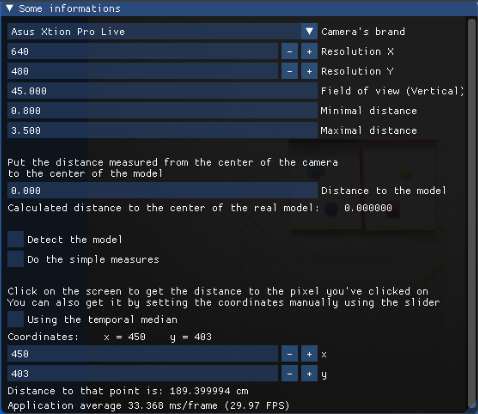 Some informations
Asus Xtion Pro Live Camera's brand
640 - + Resolution X
480 - + Resolution Y
45.000 Field of view (Vertical)
0.800 Minimal distance
3.500 Maximal distance
Put the distance measured from the center of the camera
to the center of the model
0.000 Distance to the model
Calculated distance to the center of the real model: 0.000000
Detect the model
Do the simple measures
Click on the screen to get the distance to the pixel you've clicked on
You can also get it by setting the coordinates manually using the slider
Using the temporal median
Coordinates: x = 450 y = 403
450 - + x
403 - + y
Distance to that point is: 189.399994 cm
Application average 33.368 ms/frame (29.97 FPS)